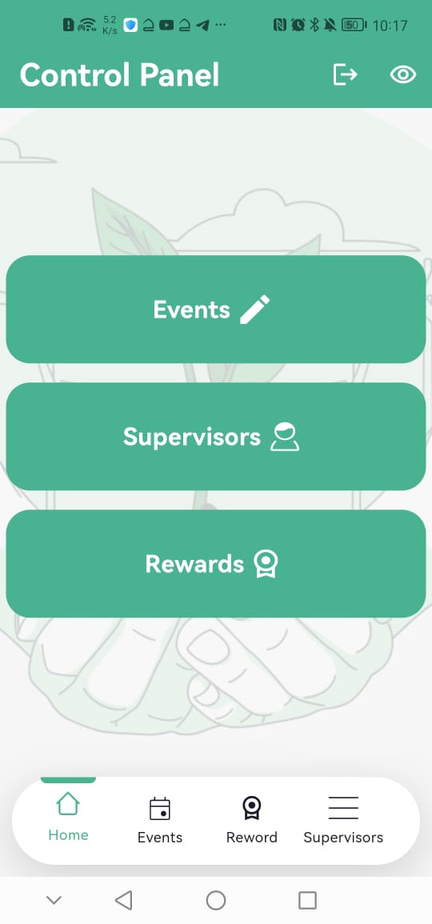 5.2
K/s
50
10:17
Control Panel
Events
Supervisors
Rewards
Home
Events
Reword
Supervisors